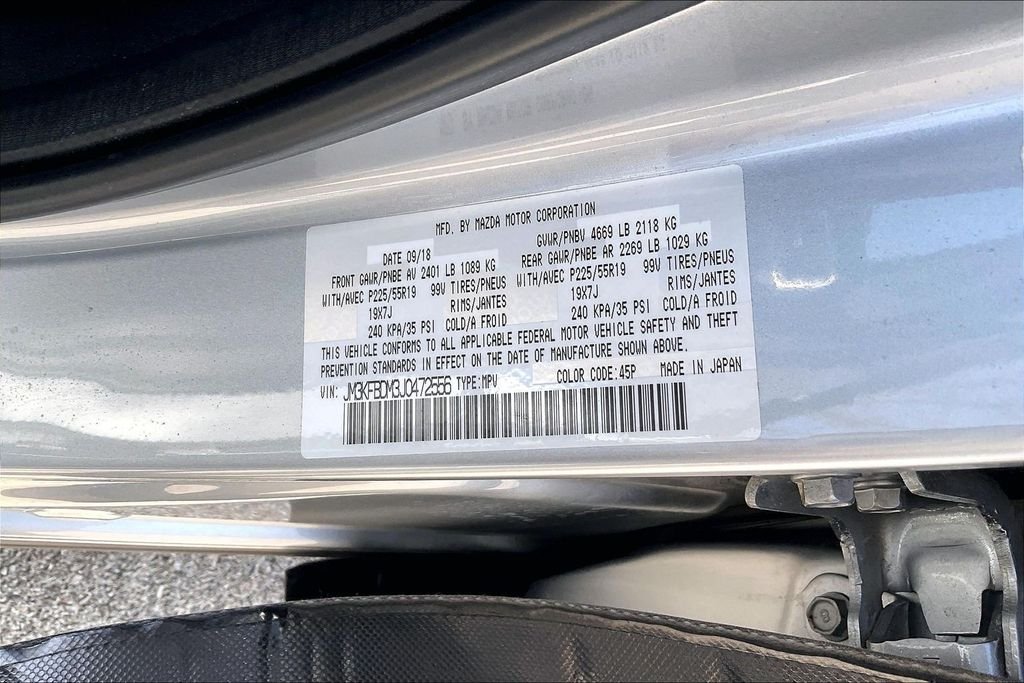 MFD. BY MAZDA MOTOR CORPORATION
DATE 09/18 GVWR/PNBV 4669 LB 2118 KG
FRONT GAWR/PNBE AV 2401 LB 1089 KG REAR GAWR/PNBE AR 2269 LB 1029 KG
WITH/AVEC P225/55R19 99V TIRES/PNEUS WITH/AVEC P225/55R19 99V TIRES/PNEUS
19X7J RIMS/JANTES 19X7J RIMS/JANTES
240 KPA/35 PSI COLD/A FROID 240 KPA/35 PSI COLD/A FROID
THIS VEHICLE CONFORMS TO ALL APPLICABLE FEDERAL MOTOR VEHICLE SAFETY AND THEFT
PREVENTION STANDARDS IN EFFECT ON THE DATE OF MANUFACTURE SHOWN ABOVE.
VIN: JM3KFBDM3J0472556 TYPE:MPV COLOR CODE:45P MADE IN JAPAN